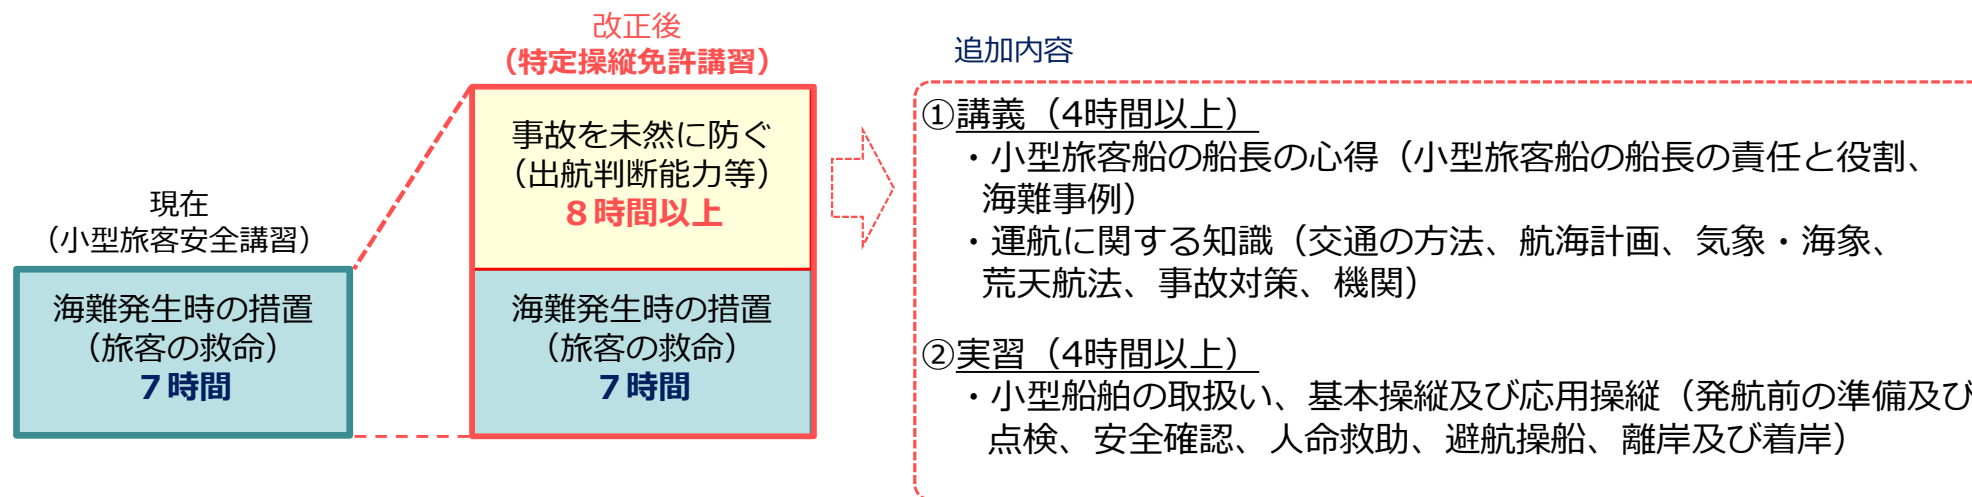 現在
（小型旅客安全講習）
海難発生時の措置
（旅客の救命）
７時間
改正後
（特定操縦免許講習）
事故を未然に防ぐ
（出航判断能力等）
８時間以上
海難発生時の措置
（旅客の救命）
７時間
追加内容
①講義（4時間以上）
・小型旅客船の船長の心得（小型旅客船の船長の責任と役割、
海難事例）
・運航に関する知識（交通の方法、航海計画、気象・海象、
荒天航法、事故対策、機関）
②実習（4時間以上）
・小型船舶の取扱い、基本操縦及び応用操縦（発航前の準備及び
点検、安全確認、人命救助、避航操船、離岸及び着岸）